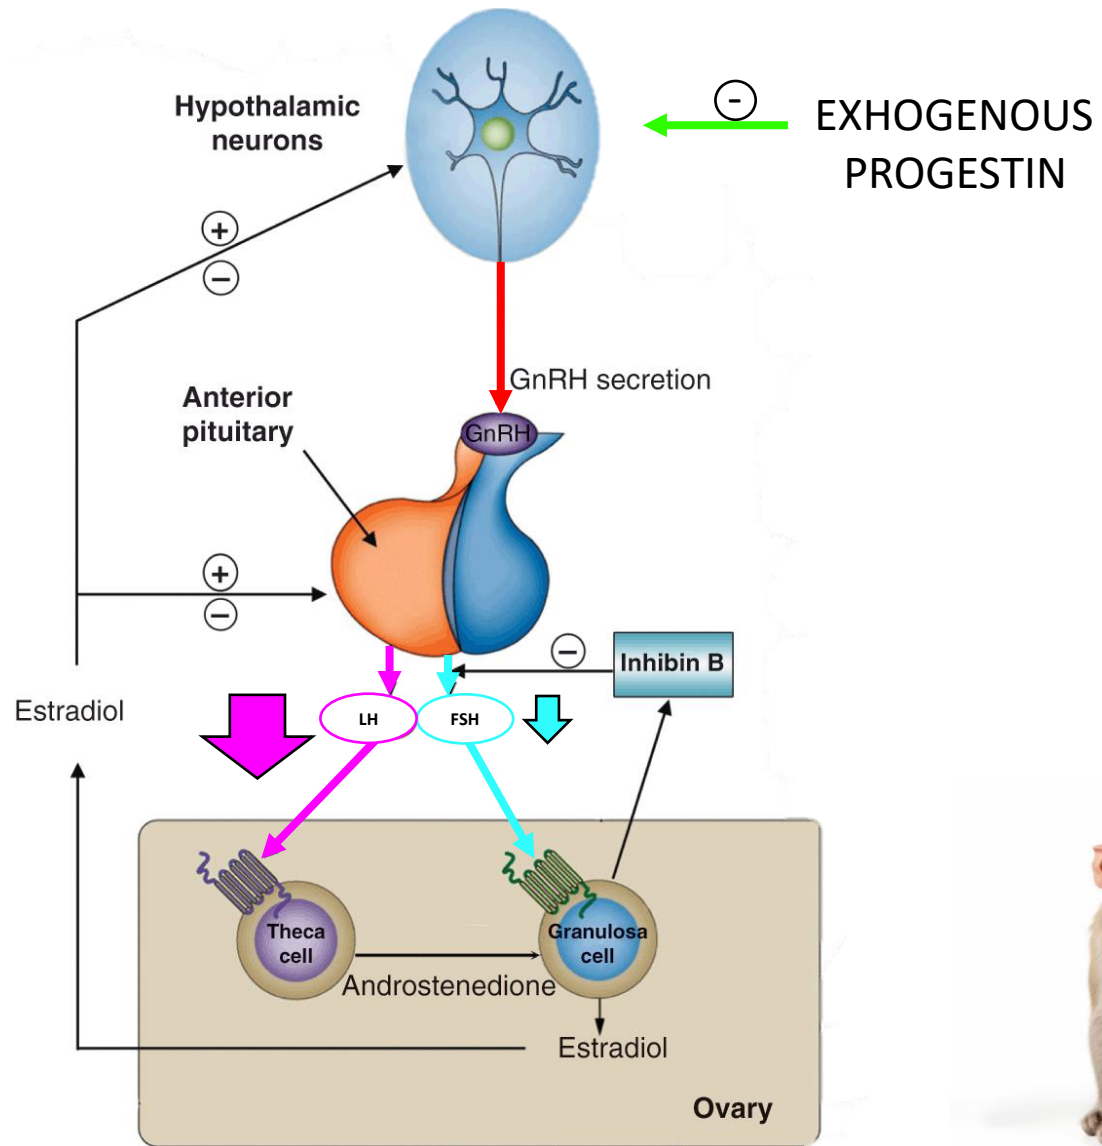 Hypothalamic
neurons
-
EXHOGENOUS
PROGESTIN
+
−
GnRH secretion
Anterior
pituitary
GnRH
+
−
−
Inhibin B
Estradiol
LH
FSH
Theca
cell
Granulosa
cell
Androstenedione
Estradiol
Ovary